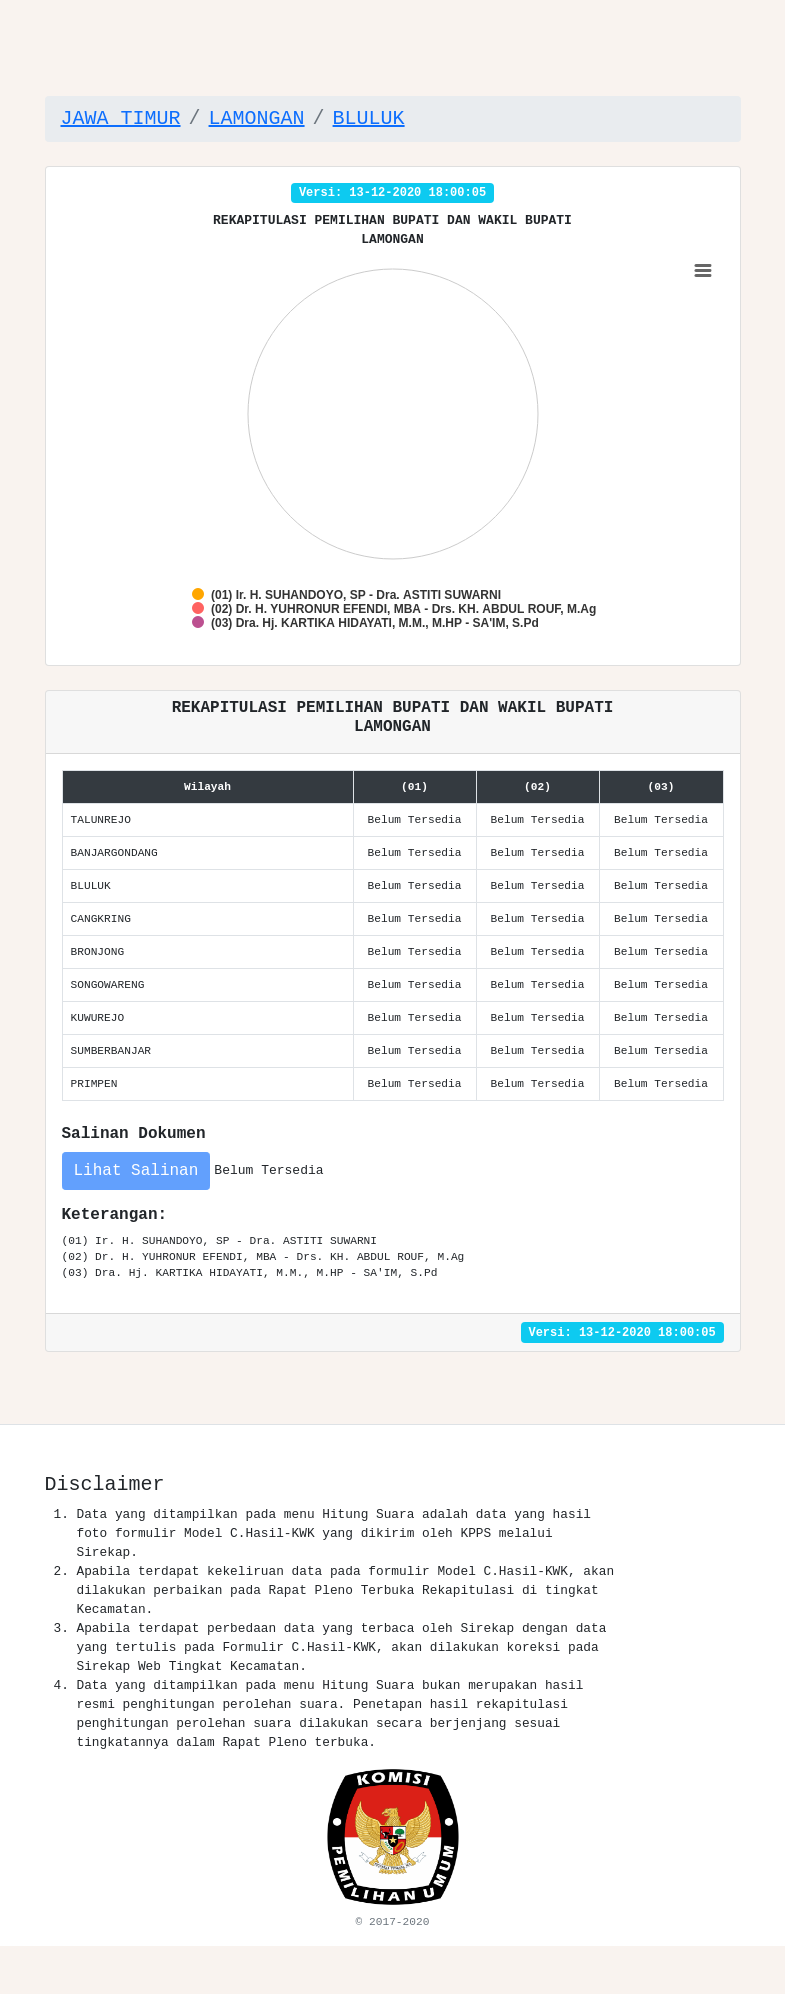 JAWA TIMUR / LAMONGAN / BLULUK
Versi: 13-12-2020 18:00:05
REKAPITULASI PEMILIHAN BUPATI DAN WAKIL BUPATI
LAMONGAN
(01) Ir. H. SUHANDOYO, SP - Dra. ASTITI SUWARNI
(02) Dr. H. YUHRONUR EFENDI, MBA - Drs. KH. ABDUL ROUF, M.Ag
(03) Dra. Hj. KARTIKA HIDAYATI, M.M., M.HP - SA'IM, S.Pd
REKAPITULASI PEMILIHAN BUPATI DAN WAKIL BUPATI
LAMONGAN
Wilayah (01) (02) (03)
TALUNREJO Belum Tersedia Belum Tersedia Belum Tersedia
BANJARGONDANG Belum Tersedia Belum Tersedia Belum Tersedia
BLULUK Belum Tersedia Belum Tersedia Belum Tersedia
CANGKRING Belum Tersedia Belum Tersedia Belum Tersedia
BRONJONG Belum Tersedia Belum Tersedia Belum Tersedia
SONGOWARENG Belum Tersedia Belum Tersedia Belum Tersedia
KUWUREJO Belum Tersedia Belum Tersedia Belum Tersedia
SUMBERBANJAR Belum Tersedia Belum Tersedia Belum Tersedia
PRIMPEN Belum Tersedia Belum Tersedia Belum Tersedia
Salinan Dokumen
Lihat Salinan Belum Tersedia
Keterangan:
(01) Ir. H. SUHANDOYO, SP - Dra. ASTITI SUWARNI
(02) Dr. H. YUHRONUR EFENDI, MBA - Drs. KH. ABDUL ROUF, M.Ag
(03) Dra. Hj. KARTIKA HIDAYATI, M.M., M.HP - SA'IM, S.Pd
Versi: 13-12-2020 18:00:05
Disclaimer
1. Data yang ditampilkan pada menu Hitung Suara adalah data yang hasil
foto formulir Model C.Hasil-KWK yang dikirim oleh KPPS melalui
Sirekap.
2. Apabila terdapat kekeliruan data pada formulir Model C.Hasil-KWK, akan
dilakukan perbaikan pada Rapat Pleno Terbuka Rekapitulasi di tingkat
Kecamatan.
3. Apabila terdapat perbedaan data yang terbaca oleh Sirekap dengan data
yang tertulis pada Formulir C.Hasil-KWK, akan dilakukan koreksi pada
Sirekap Web Tingkat Kecamatan.
4. Data yang ditampilkan pada menu Hitung Suara bukan merupakan hasil
resmi penghitungan perolehan suara. Penetapan hasil rekapitulasi
penghitungan perolehan suara dilakukan secara berjenjang sesuai
tingkatannya dalam Rapat Pleno terbuka.
KOMISI
PEMILIHAN UMUM
© 2017-2020